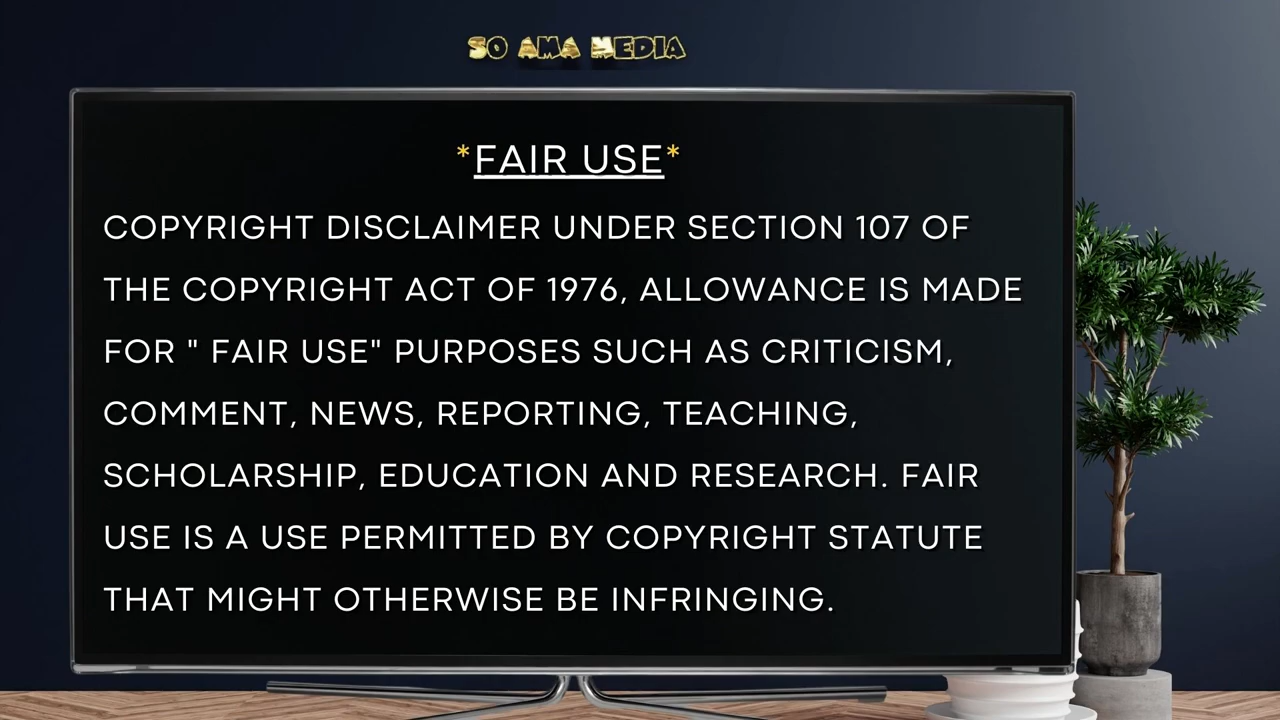 SO AMA MEDIA
*FAIR USE*
COPYRIGHT DISCLAIMER UNDER SECTION 107 OF
THE COPYRIGHT ACT OF 1976, ALLOWANCE IS MADE
FOR " FAIR USE" PURPOSES SUCH AS CRITICISM,
COMMENT, NEWS, REPORTING, TEACHING,
SCHOLARSHIP, EDUCATION AND RESEARCH. FAIR
USE IS A USE PERMITTED BY COPYRIGHT STATUTE
THAT MIGHT OTHERWISE BE INFRINGING.